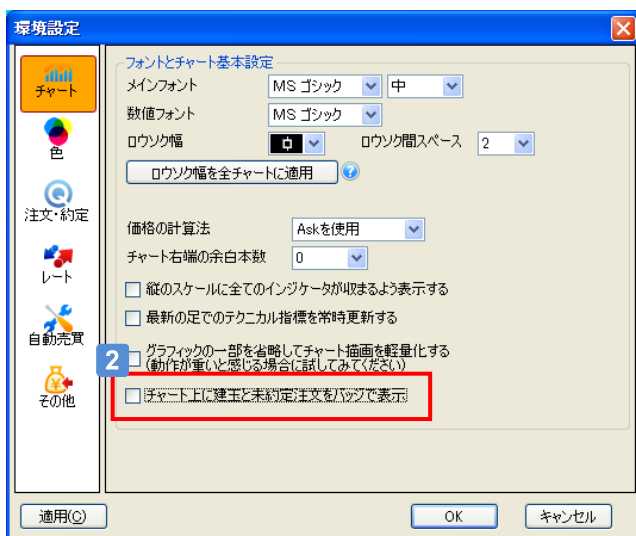 環境設定
チャート
色
注文・約定
レート
自動売買
その他
フォントとチャート基本設定
メインフォント MS ゴシック 中
数値フォント MS ゴシック
ロウソク幅 ロウソク間スペース 2
ロウソク幅を全チャートに適用 ?
価格の計算法 Askを使用
チャート右端の余白本数 0
縦のスケールに全てのインジケータが収まるよう表示する
最新の足でのテクニカル指標を常時更新する
2
グラフィックの一部を省略してチャート描画を軽量化する
(動作が重いと感じる場合に試してみてください)
チャート上に建玉と未約定注文をバッジで表示
適用(C) OK キャンセル